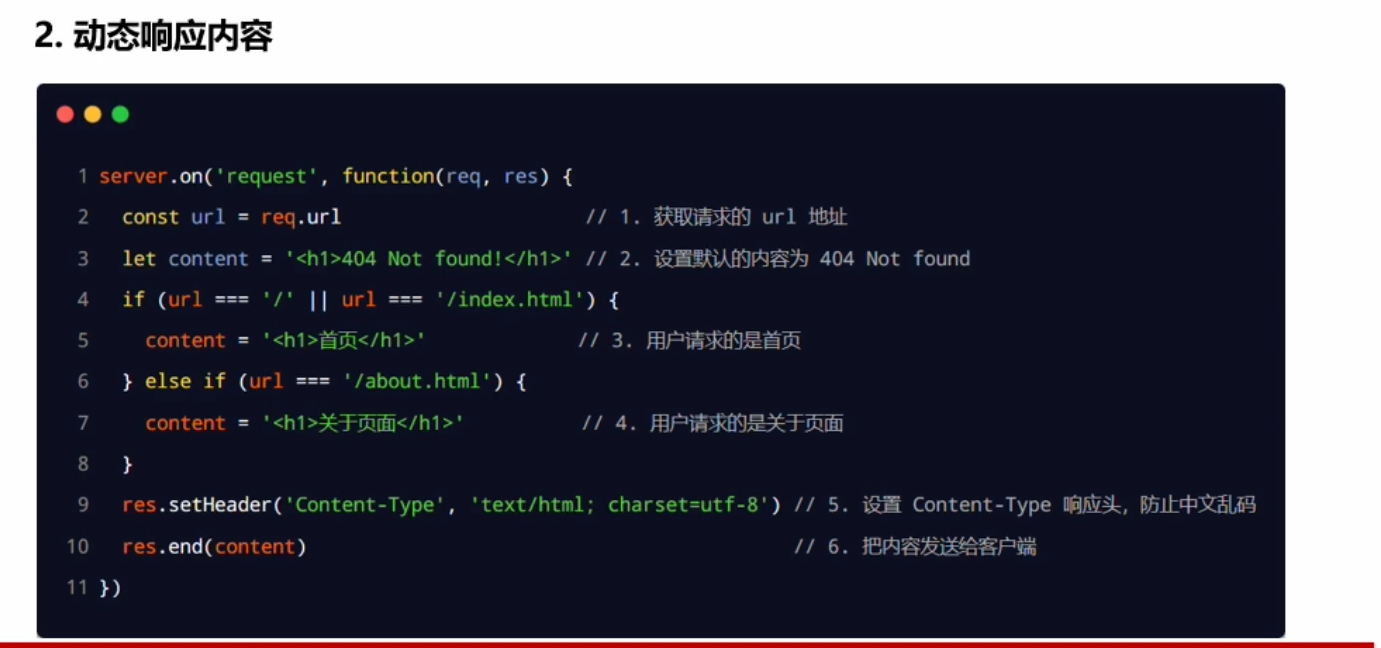 2. 动态响应内容
1 server.on('request', function(req, res) {
2 const url = req.url // 1. 获取请求的 url 地址
3 let content = '<h1>404 Not found!</h1>' // 2. 设置默认的内容为 404 Not found
4 if (url === '/' || url === '/index.html') {
5 content = '<h1>首页</h1>' // 3. 用户请求的是首页
6 } else if (url === '/about.html') {
7 content = '<h1>关于页面</h1>' // 4. 用户请求的是关于页面
8 }
9 res.setHeader('Content-Type', 'text/html; charset=utf-8') // 5. 设置 Content-Type 响应头，防止中文乱码
10 res.end(content) // 6. 把内容发送给客户端
11 })